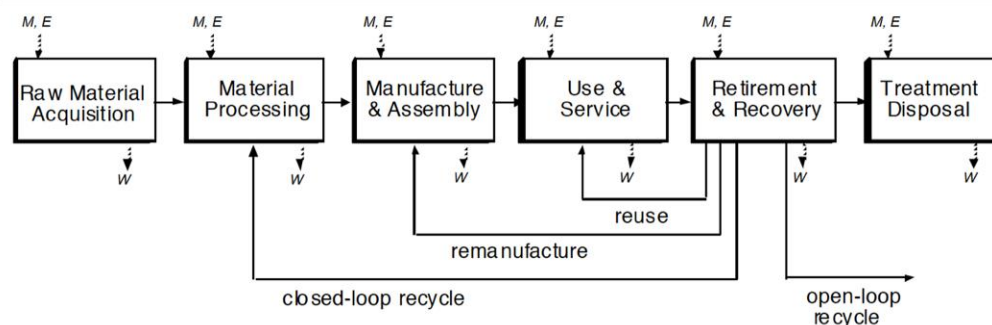 M, E
M, E
M, E
M, E
M, E
M, E
Raw Material
Acquisition
Material
Processing
Manufacture
& Assembly
Use &
Service
Retirement
& Recovery
Treatment
Disposal
W
W
W
W
W
W
reuse
remanufacture
closed-loop recycle
open-loop
recycle